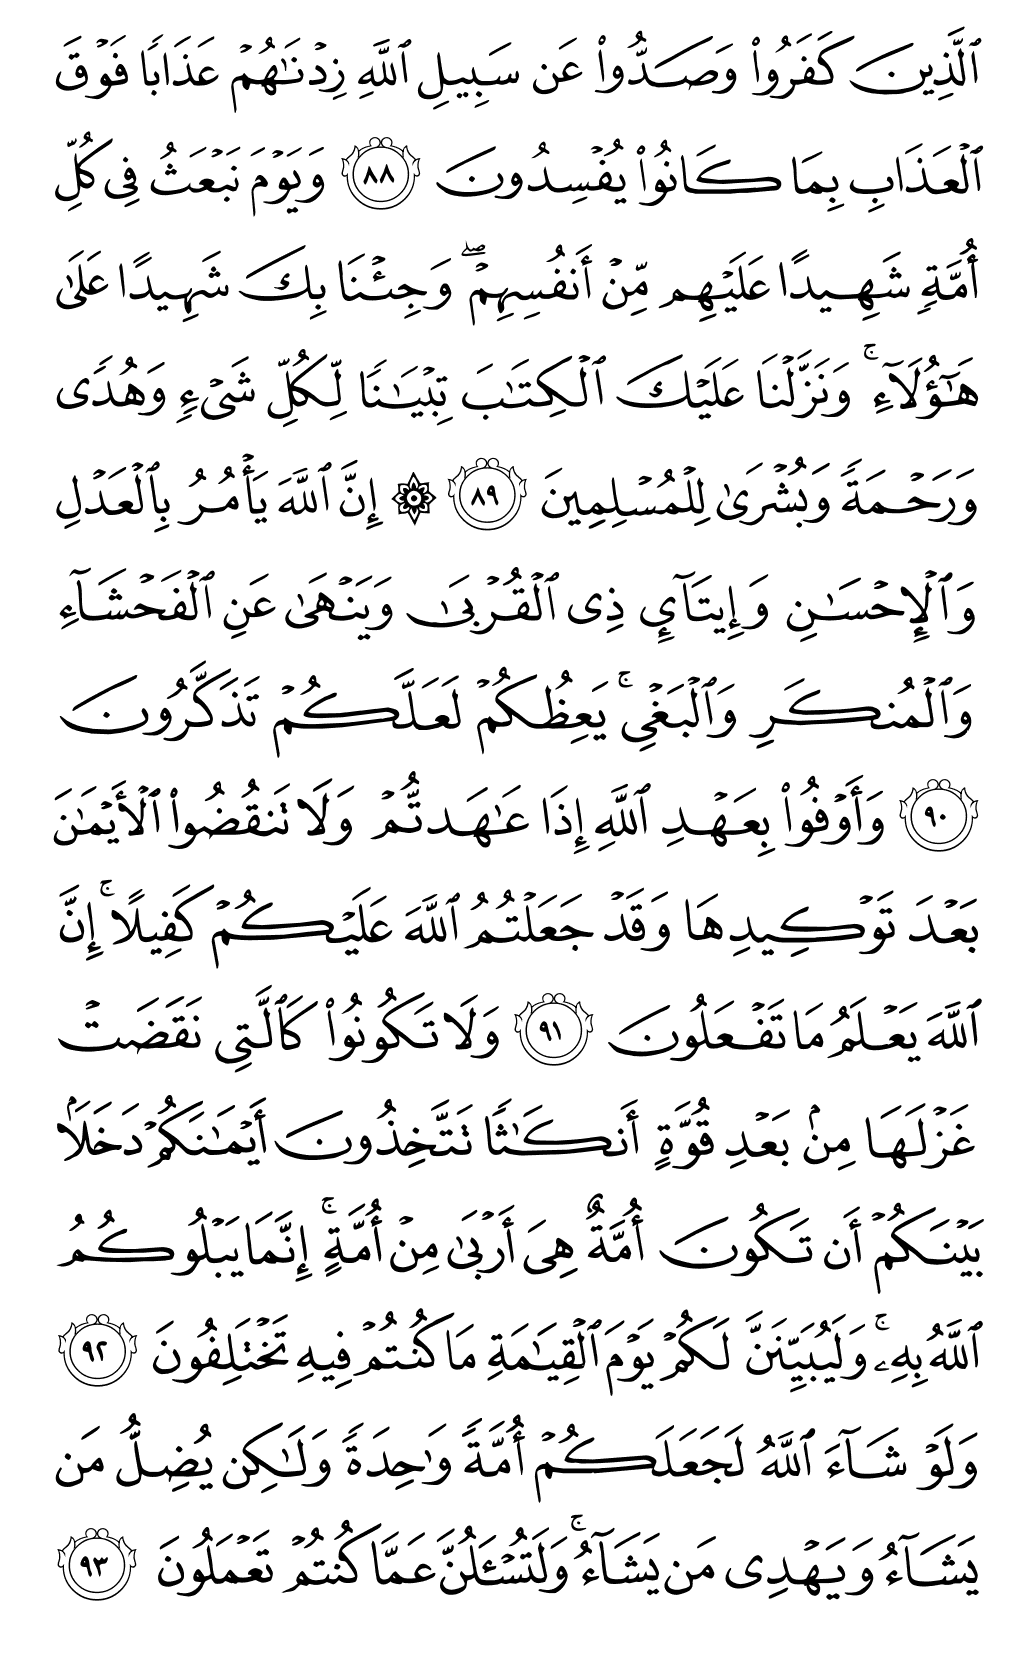 ٱلَّذِينَ كَفَرُوا۟ وَصَدُّوا۟ عَن سَبِيلِ ٱللَّهِ زِدْنَـٰهُمْ عَذَابًا فَوْقَ
ٱلْعَذَابِ بِمَا كَانُوا۟ يُفْسِدُونَ ٨٨ وَيَوْمَ نَبْعَثُ فِى كُلِّ
أُمَّةٍ شَهِيدًا عَلَيْهِم مِّنْ أَنفُسِهِمْ ۖ وَجِئْنَا بِكَ شَهِيدًا عَلَىٰ
هَـٰٓؤُلَآءِ ۚ وَنَزَّلْنَا عَلَيْكَ ٱلْكِتَـٰبَ تِبْيَـٰنًا لِّكُلِّ شَىْءٍ وَهُدًى
وَرَحْمَةً وَبُشْرَىٰ لِلْمُسْلِمِينَ ٨٩ ۞ إِنَّ ٱللَّهَ يَأْمُرُ بِٱلْعَدْلِ
وَٱلْإِحْسَـٰنِ وَإِيتَآئِ ذِى ٱلْقُرْبَىٰ وَيَنْهَىٰ عَنِ ٱلْفَحْشَآءِ
وَٱلْمُنكَرِ وَٱلْبَغْىِ ۚ يَعِظُكُمْ لَعَلَّكُمْ تَذَكَّرُونَ
٩٠ وَأَوْفُوا۟ بِعَهْدِ ٱللَّهِ إِذَا عَـٰهَدتُّمْ وَلَا تَنقُضُوا۟ ٱلْأَيْمَـٰنَ
بَعْدَ تَوْكِيدِهَا وَقَدْ جَعَلْتُمُ ٱللَّهَ عَلَيْكُمْ كَفِيلًا ۚ إِنَّ
ٱللَّهَ يَعْلَمُ مَا تَفْعَلُونَ ٩١ وَلَا تَكُونُوا۟ كَٱلَّتِى نَقَضَتْ
غَزْلَهَا مِنۢ بَعْدِ قُوَّةٍ أَنكَـٰثًا تَتَّخِذُونَ أَيْمَـٰنَكُمْ دَخَلًۢا
بَيْنَكُمْ أَن تَكُونَ أُمَّةٌ هِىَ أَرْبَىٰ مِنْ أُمَّةٍ ۚ إِنَّمَا يَبْلُوكُمُ
ٱللَّهُ بِهِۦ ۚ وَلَيُبَيِّنَنَّ لَكُمْ يَوْمَ ٱلْقِيَـٰمَةِ مَا كُنتُمْ فِيهِ تَخْتَلِفُونَ ٩٢
وَلَوْ شَآءَ ٱللَّهُ لَجَعَلَكُمْ أُمَّةً وَٰحِدَةً وَلَـٰكِن يُضِلُّ مَن
يَشَآءُ وَيَهْدِى مَن يَشَآءُ ۚ وَلَتُسْـَٔلُنَّ عَمَّا كُنتُمْ تَعْمَلُونَ ٩٣